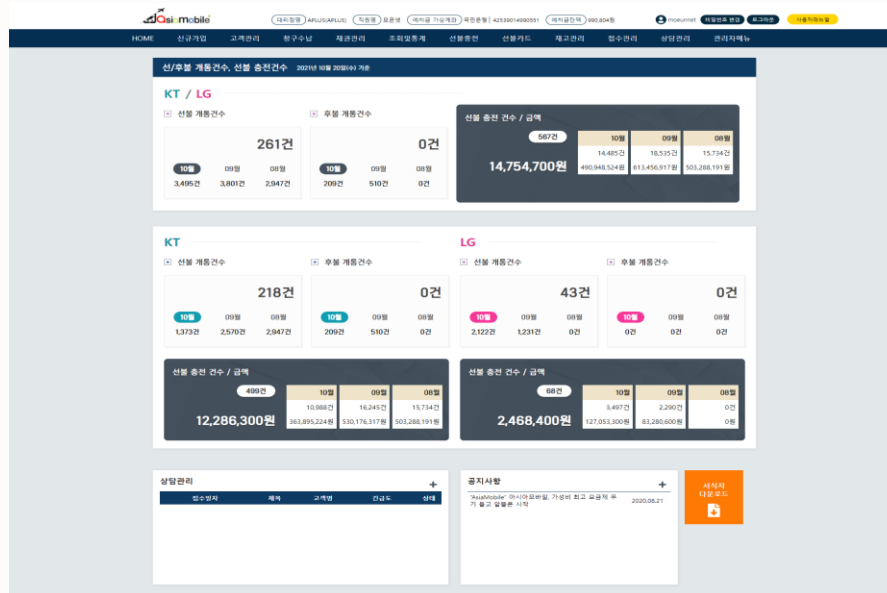 Asiamobile
대리점명 APLUS(APLUS) 직원명 모은넷 예치금 가상계좌 국민은행 | 42539014990551 예치금잔액 990,804원 moeunnet 비밀번호 변경 로그아웃 사용자매뉴얼
HOME 신규가입 고객관리 청구수납 채권관리 조회및통계 선불충전 선불카드 재고관리 접수관리 상담관리 관리자메뉴
선/후불 개통건수, 선불 충전건수 2021년 10월 20일(수) 기준
KT / LG
선불 개통건수 후불 개통건수
261건 0건
10월 09월 08월 10월 09월 08월
3,495건 3,801건 2,947건 209건 510건 0건
선불 충전 건수 / 금액
567건 10월 09월 08월
14,485건 18,535건 15,734건
14,754,700원 490,948,524원 613,456,917원 503,288,191원
KT
선불 개통건수 후불 개통건수
218건 0건
10월 09월 08월 10월 09월 08월
1,373건 2,570건 2,947건 209건 510건 0건
선불 충전 건수 / 금액
499건 10월 09월 08월
10,988건 16,245건 15,734건
12,286,300원 363,895,224원 530,176,317원 503,288,191원
LG
선불 개통건수 후불 개통건수
43건 0건
10월 09월 08월 10월 09월 08월
2,122건 1,231건 0건 0건 0건 0건
선불 충전 건수 / 금액
68건 10월 09월 08월
3,497건 2,290건 0건
2,468,400원 127,053,300원 83,280,600원 0원
상담관리 +
접수일자 제목 고객명 긴급도 상태
공지사항 +
"AsiaMobile" 아시아모바일, 가성비 최고 요금제 무
기 들고 알뜰폰 시작 2020.08.21
서식지
다운로드